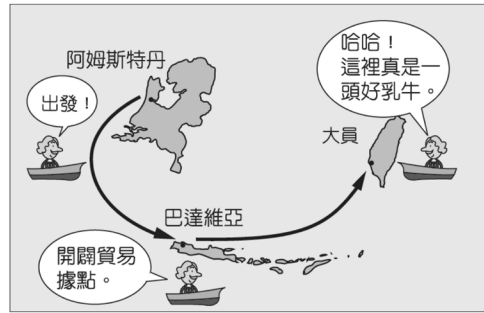 阿姆斯特丹
出發！
哈哈！
這裡真是一
頭好乳牛。
大員
巴達維亞
開闢貿易
據點。